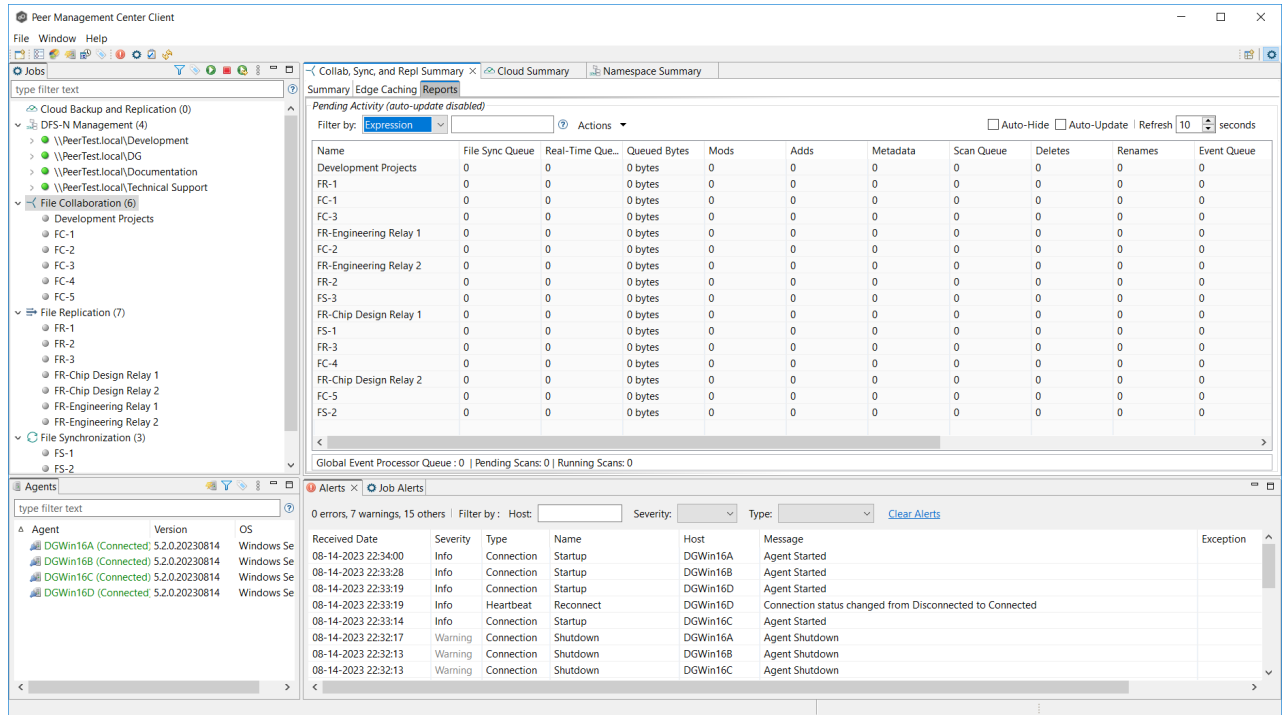 Peer Management Center Client
File Window Help
Jobs
type filter text
Cloud Backup and Replication (0)
DFS-N Management (4)
\\PeerTest.local\Development
\\PeerTest.local\DG
\\PeerTest.local\Documentation
\\PeerTest.local\Technical Support
File Collaboration (6)
Development Projects
FC-1
FC-2
FC-3
FC-4
FC-5
File Replication (7)
FR-1
FR-2
FR-3
FR-Chip Design Relay 1
FR-Chip Design Relay 2
FR-Engineering Relay 1
FR-Engineering Relay 2
File Synchronization (3)
FS-1
FS-2
Collab, Sync, and Repl Summary Cloud Summary Namespace Summary
Summary Edge Caching Reports
Pending Activity (auto-update disabled)
Filter by: Expression Actions Auto-Hide Auto-Update Refresh 10 seconds
Name File Sync Queue Real-Time Que... Queued Bytes Mods Adds Metadata Scan Queue Deletes Renames Event Queue
Development Projects 0 0 0 bytes 0 0 0 0 0 0 0
FR-1 0 0 0 bytes 0 0 0 0 0 0 0
FC-1 0 0 0 bytes 0 0 0 0 0 0 0
FC-3 0 0 0 bytes 0 0 0 0 0 0 0
FR-Engineering Relay 1 0 0 0 bytes 0 0 0 0 0 0 0
FC-2 0 0 0 bytes 0 0 0 0 0 0 0
FR-Engineering Relay 2 0 0 0 bytes 0 0 0 0 0 0 0
FR-2 0 0 0 bytes 0 0 0 0 0 0 0
FS-3 0 0 0 bytes 0 0 0 0 0 0 0
FR-Chip Design Relay 1 0 0 0 bytes 0 0 0 0 0 0 0
FS-1 0 0 0 bytes 0 0 0 0 0 0 0
FR-3 0 0 0 bytes 0 0 0 0 0 0 0
FC-4 0 0 0 bytes 0 0 0 0 0 0 0
FR-Chip Design Relay 2 0 0 0 bytes 0 0 0 0 0 0 0
FC-5 0 0 0 bytes 0 0 0 0 0 0 0
FS-2 0 0 0 bytes 0 0 0 0 0 0 0
Global Event Processor Queue : 0 | Pending Scans: 0 | Running Scans: 0
Agents
type filter text
Agent Version OS
DGWin16A (Connected) 5.2.0.20230814 Windows Se
DGWin16B (Connected) 5.2.0.20230814 Windows Se
DGWin16C (Connected) 5.2.0.20230814 Windows Se
DGWin16D (Connected) 5.2.0.20230814 Windows Se
Alerts Job Alerts
0 errors, 7 warnings, 15 others Filter by : Host: Severity: Type: Clear Alerts
Received Date Severity Type Name Host Message Exception
08-14-2023 22:34:00 Info Connection Startup DGWin16A Agent Started
08-14-2023 22:33:28 Info Connection Startup DGWin16B Agent Started
08-14-2023 22:33:19 Info Connection Startup DGWin16D Agent Started
08-14-2023 22:33:19 Info Heartbeat Reconnect DGWin16D Connection status changed from Disconnected to Connected
08-14-2023 22:33:14 Info Connection Startup DGWin16C Agent Started
08-14-2023 22:32:17 Warning Connection Shutdown DGWin16A Agent Shutdown
08-14-2023 22:32:13 Warning Connection Shutdown DGWin16B Agent Shutdown
08-14-2023 22:32:13 Warning Connection Shutdown DGWin16C Agent Shutdown